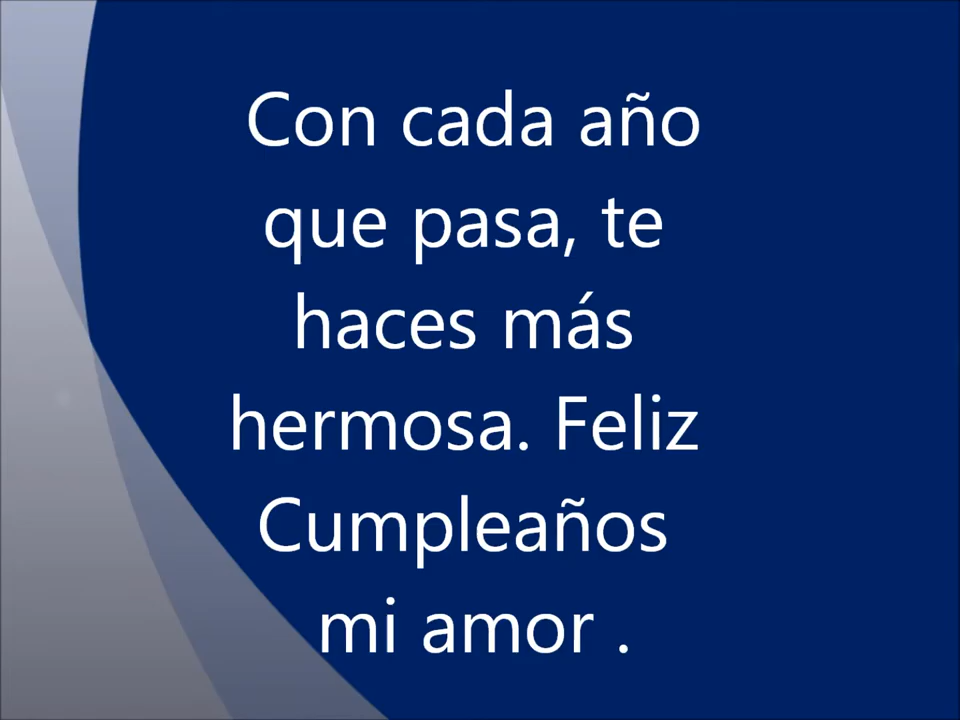 Con cada año
que pasa, te
haces más
hermosa. Feliz
Cumpleaños
mi amor .